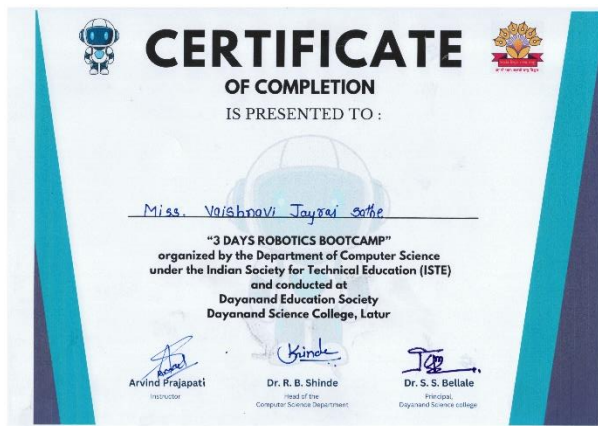 CERTIFICATE
OF COMPLETION
IS PRESENTED TO :
Miss. Vaishnavi Jayraj Sathe
“3 DAYS ROBOTICS BOOTCAMP”
organized by the Department of Computer Science
under the Indian Society for Technical Education (ISTE)
and conducted at
Dayanand Education Society
Dayanand Science College, Latur
Shinde
Arvind Prajapati
Instructor
Dr. R. B. Shinde
Head of the
Computer Science Department
Dr. S. S. Bellale
Principal,
Dayanand Science college